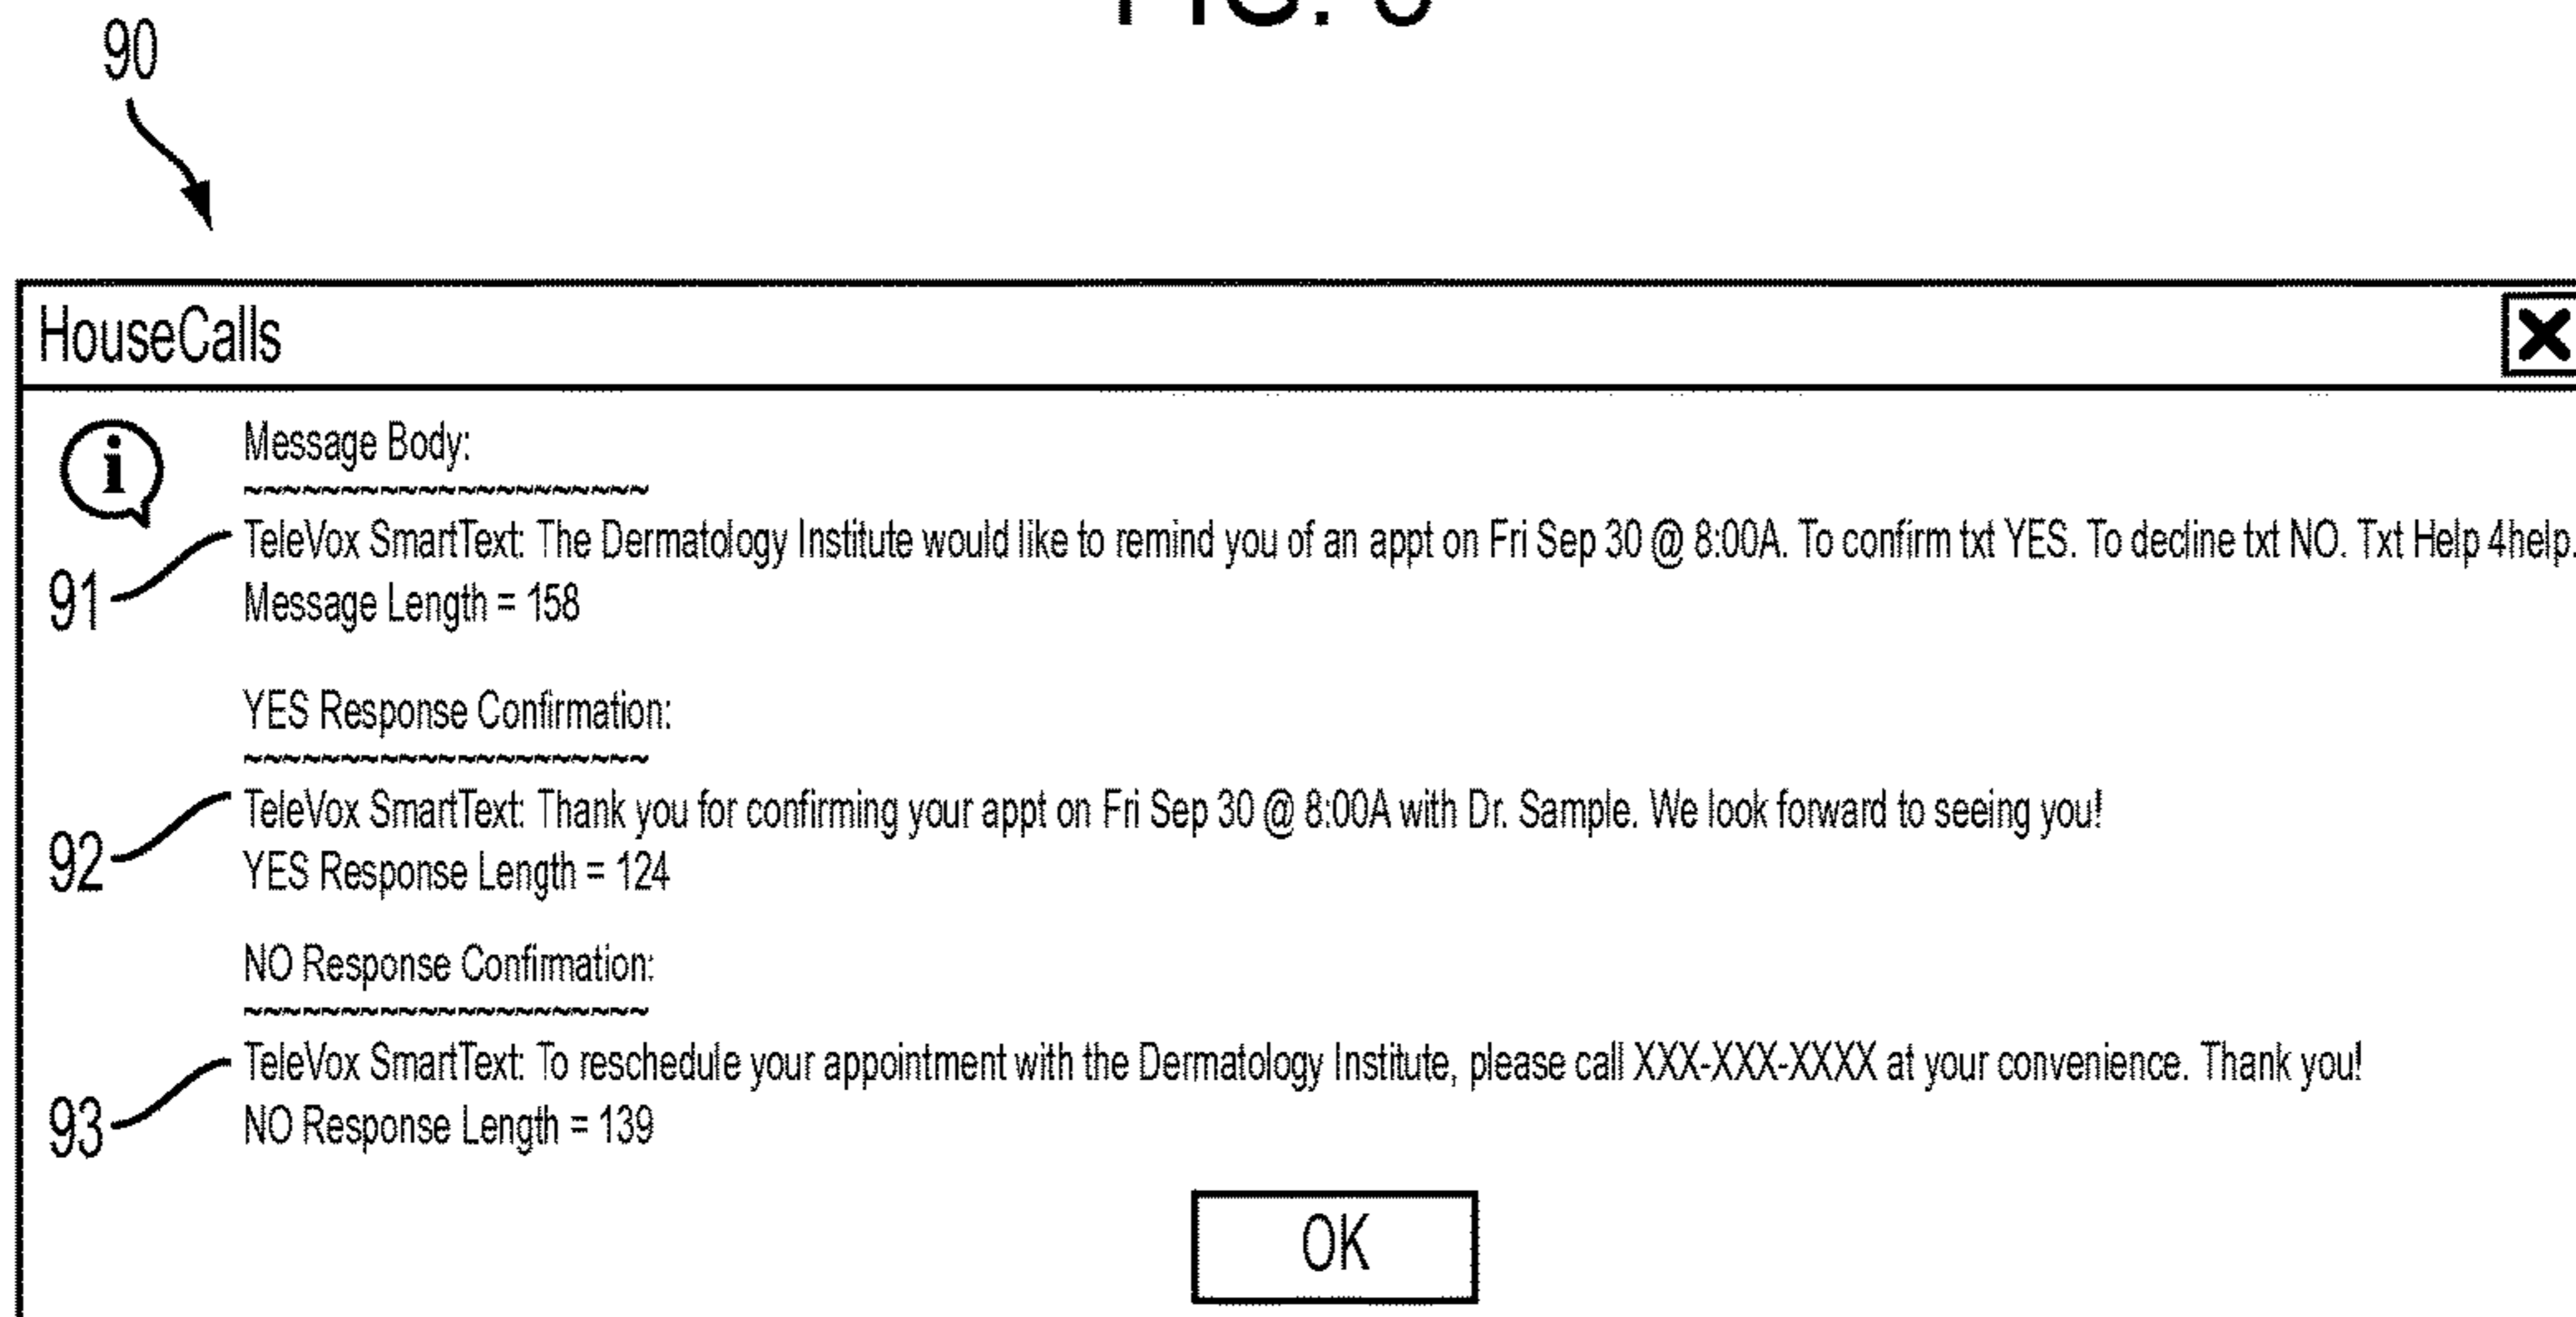 90
HouseCalls
i
Message Body:
~~~~~~~~~~~~~~~~~~~~~
TeleVox SmartText: The Dermatology Institute would like to remind you of an appt on Fri Sep 30 @ 8:00A. To confirm txt YES. To decline txt NO. Txt Help 4help.
91
Message Length = 158
YES Response Confirmation:
~~~~~~~~~~~~~~~~~~~~~
TeleVox SmartText: Thank you for confirming your appt on Fri Sep 30 @ 8:00A with Dr. Sample. We look forward to seeing you!
92
YES Response Length = 124
NO Response Confirmation:
~~~~~~~~~~~~~~~~~~~~~
TeleVox SmartText: To reschedule your appointment with the Dermatology Institute, please call XXX-XXX-XXXX at your convenience. Thank you!
93
NO Response Length = 139
OK